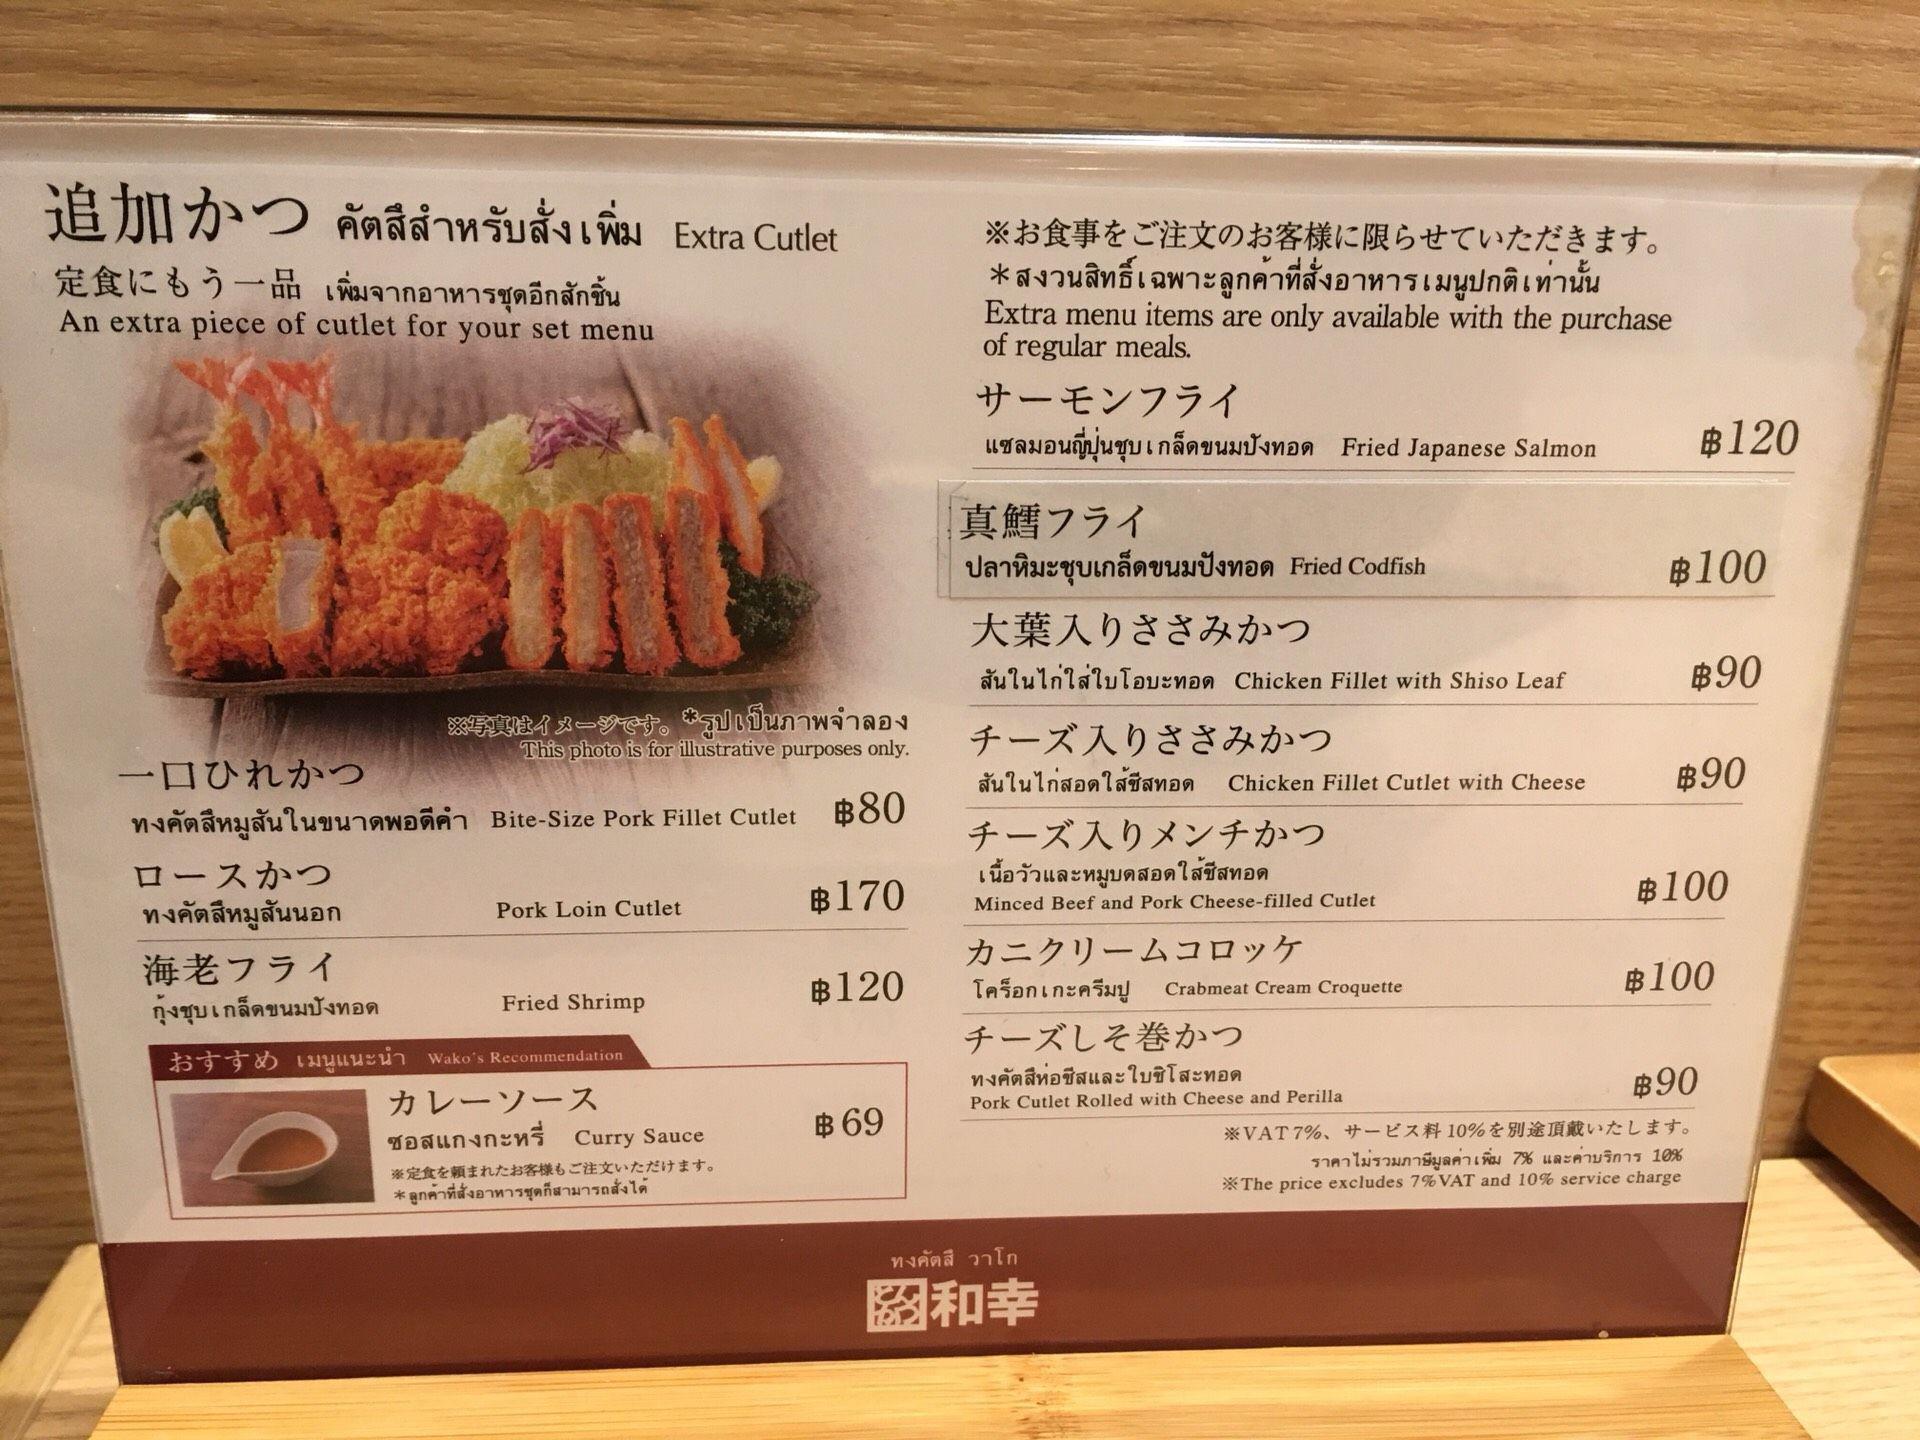 追加かつ คัตสึสำหรับสั่งเพิ่ม Extra Cutlet
定食にもう一品 เพิ่มจากอาหารชุดอีกสักชิ้น
An extra piece of cutlet for your set menu
※写真はイメージです。 *รูปเป็นภาพจำลอง
This photo is for illustrative purposes only.
一口ひれかつ
ทงคัตสึหมูสันในขนาดพอดีคำ Bite-Size Pork Fillet Cutlet ฿80
ロースかつ
ทงคัตสึหมูสันนอก Pork Loin Cutlet ฿170
海老フライ
กุ้งชุบเกล็ดขนมปังทอด Fried Shrimp ฿120
おすすめ เมนูแนะนำ Wako's Recommendation
カレーソース
ซอสแกงกะหรี่ Curry Sauce ฿69
※定食を頼まれたお客様もご注文いただけます。
*ลูกค้าที่สั่งอาหารชุดก็สามารถสั่งได้
※お食事をご注文のお客様に限らせていただきます。
*สงวนสิทธิ์เฉพาะลูกค้าที่สั่งอาหารเมนูปกติเท่านั้น
Extra menu items are only available with the purchase
of regular meals.
サーモンフライ
แซลมอนญี่ปุ่นชุบเกล็ดขนมปังทอด Fried Japanese Salmon ฿120
真鱈フライ
ปลาหิมะชุบเกล็ดขนมปังทอด Fried Codfish ฿100
大葉入りささみかつ
สันในไก่ใส่ใบโอบะทอด Chicken Fillet with Shiso Leaf ฿90
チーズ入りささみかつ
สันในไก่สอดใส้ชีสทอด Chicken Fillet Cutlet with Cheese ฿90
チーズ入りメンチかつ
เนื้อวัวและหมูบดสอดใส้ชีสทอด
Minced Beef and Pork Cheese-filled Cutlet ฿100
カニクリームコロッケ
โคร็อกเกะครีมปู Crabmeat Cream Croquette ฿100
チーズしそ巻かつ
ทงคัตสึห่อชีสและใบชิโสะทอด
Pork Cutlet Rolled with Cheese and Perilla ฿90
※VAT7%、サービス料10%を別途頂戴いたします。
ราคาไม่รวมภาษีมูลค่าเพิ่ม 7% และค่าบริการ 10%
※The price excludes 7%VAT and 10% service charge
ทงคัตสึ วาโก
和幸